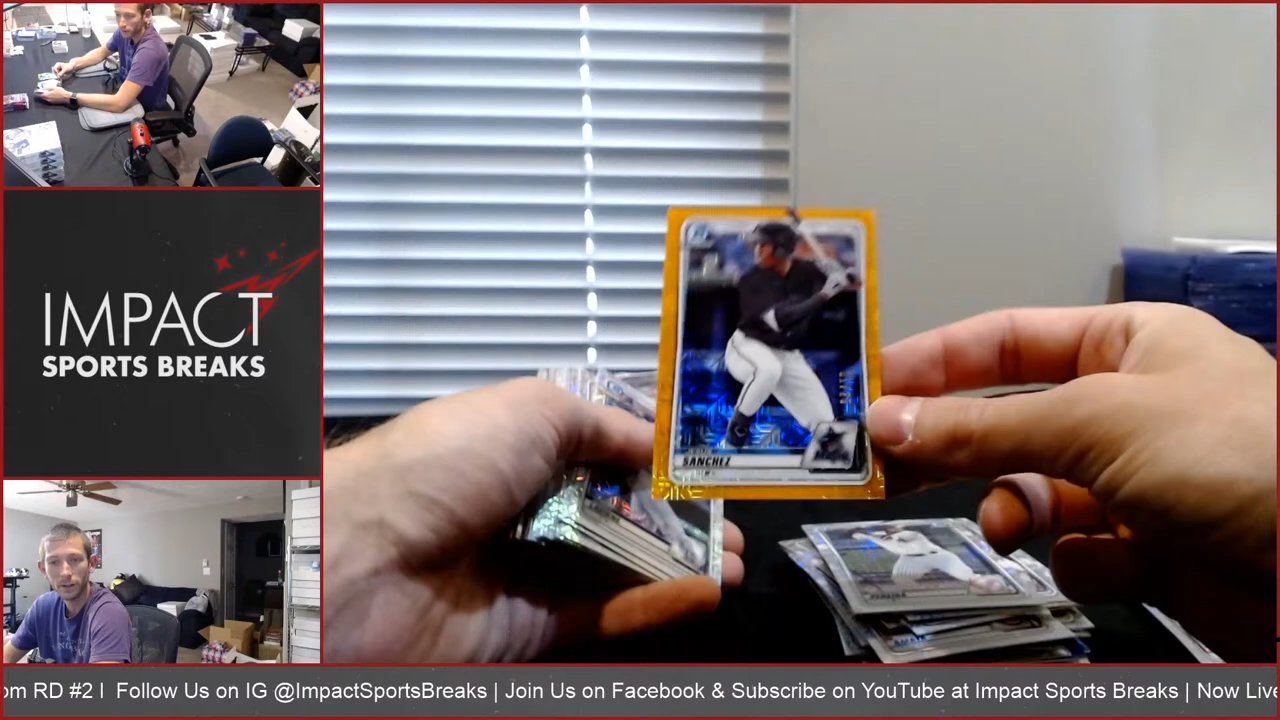 IMPACT
SPORTS BREAKS
SANCHEZ
om RD #2 I Follow Us on IG @ImpactSportsBreaks | Join Us on Facebook & Subscribe on YouTube at Impact Sports Breaks | Now Live